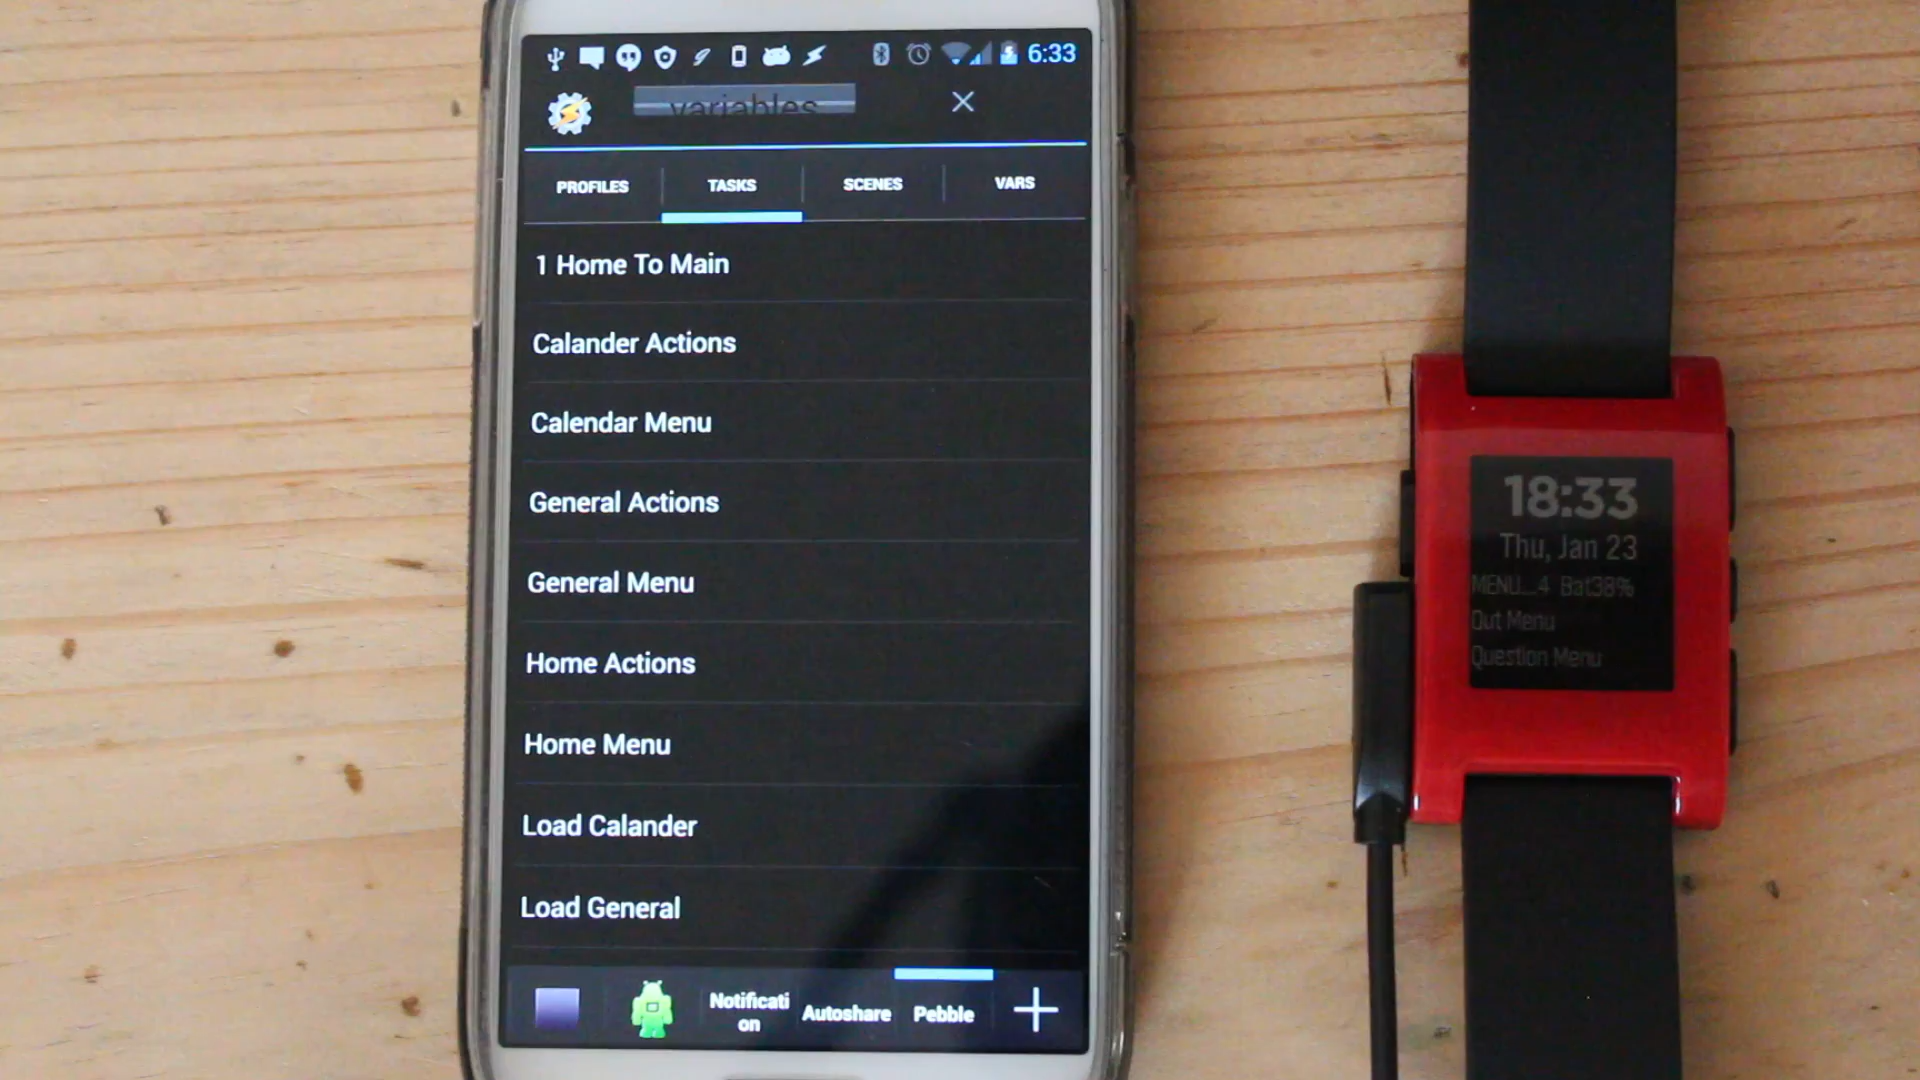 6:33
variables
PROFILES TASKS SCENES VARS
1 Home To Main
Calander Actions
Calendar Menu
General Actions
General Menu
Home Actions
Home Menu
Load Calander
Load General
Notificati
on
Autoshare
Pebble
18:33
Thu, Jan 23
MENU...4 Bat38%
Out Menu
Question Menu